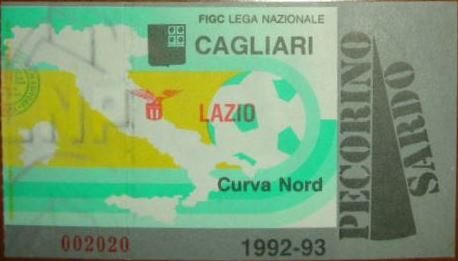 FIGC LEGA NAZIONALE
CAGLIARI
LAZIO
Curva Nord
002020
1992-93
PECORINO
SARDO